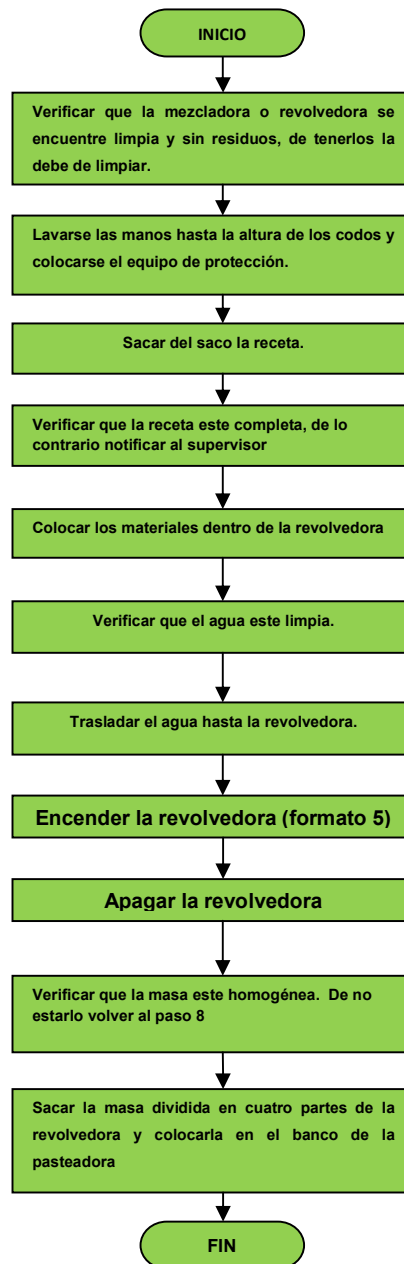 INICIO
Verificar que la mezcladora o revolvedora se
encuentre limpia y sin residuos, de tenerlos la
debe de limpiar.
Lavarse las manos hasta la altura de los codos y
colocarse el equipo de protección.
Sacar del saco la receta.
Verificar que la receta este completa, de lo
contrario notificar al supervisor
Colocar los materiales dentro de la revolvedora
Verificar que el agua este limpia.
Trasladar el agua hasta la revolvedora.
Encender la revolvedora (formato 5)
Apagar la revolvedora
Verificar que la masa este homogénea. De no
estarlo volver al paso 8
Sacar la masa dividida en cuatro partes de la
revolvedora y colocarla en el banco de la
pasteadora
FIN